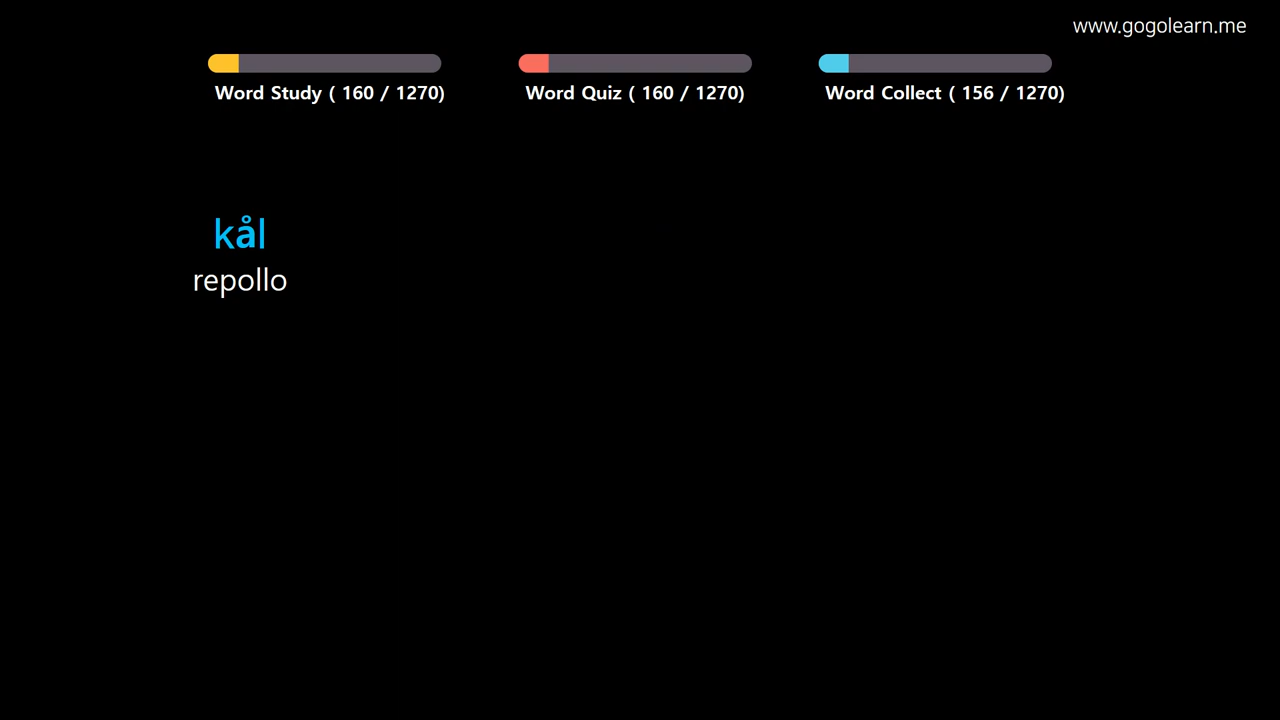 www.gogolearn.me
Word Study ( 160 / 1270)
Word Quiz ( 160 / 1270)
Word Collect ( 156 / 1270)
kål
repollo